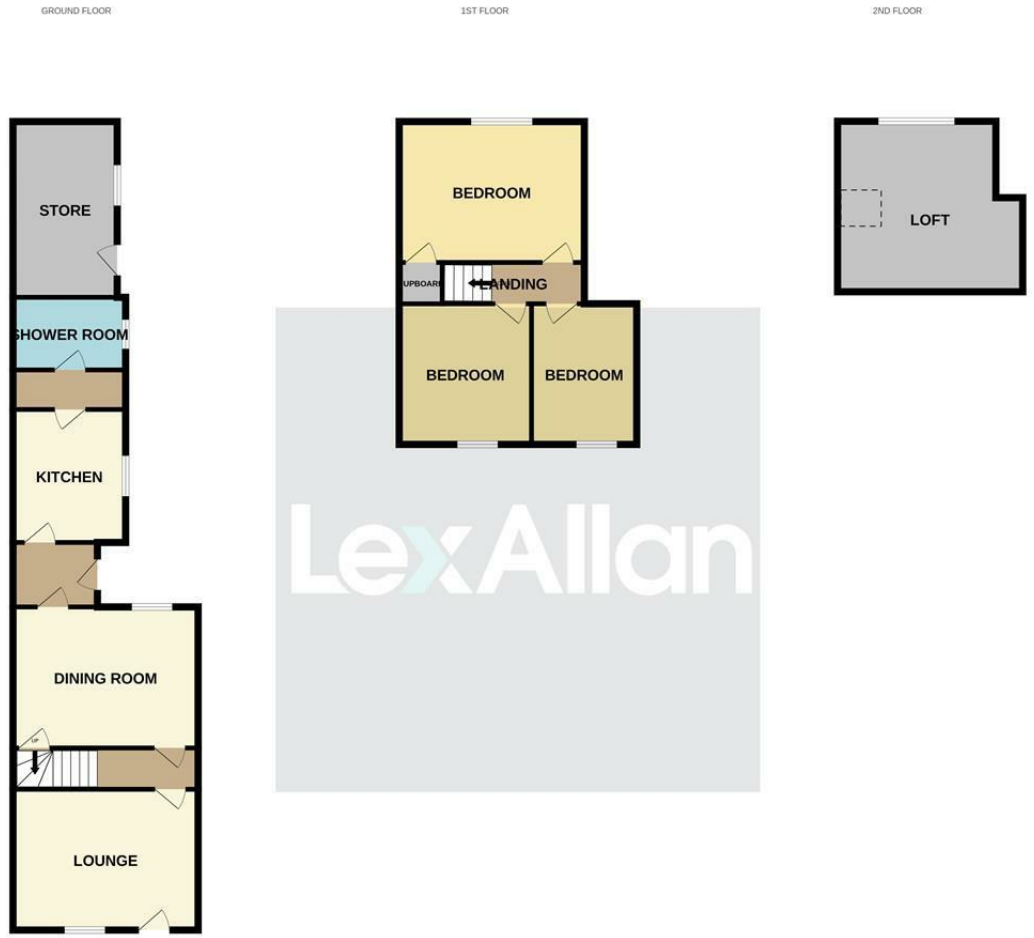 GROUND FLOOR
1ST FLOOR
2ND FLOOR
STORE
SHOWER ROOM
KITCHEN
DINING ROOM
UP
LOUNGE
BEDROOM
UPBOARD
LANDING
BEDROOM
BEDROOM
LOFT
LexAllan